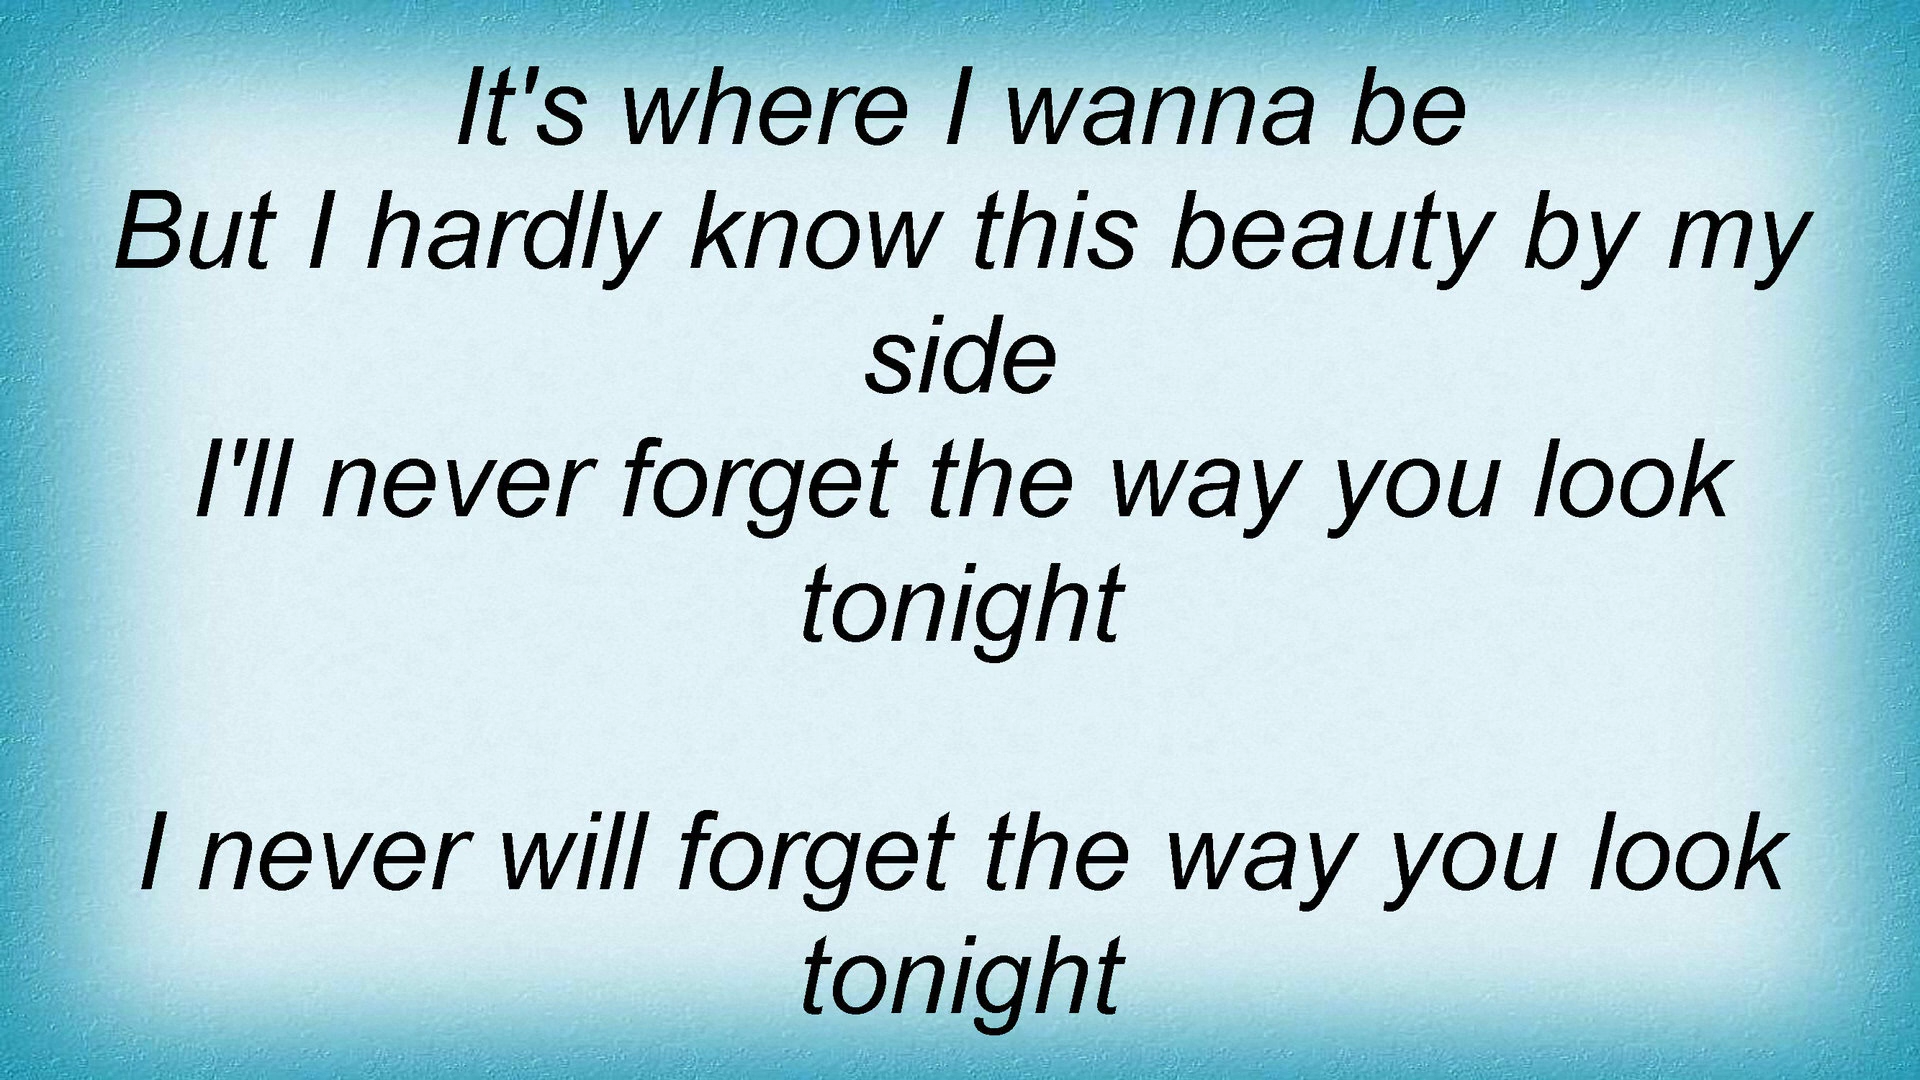 It's where I wanna be
But I hardly know this beauty by my
side
I'll never forget the way you look
tonight
I never will forget the way you look
tonight